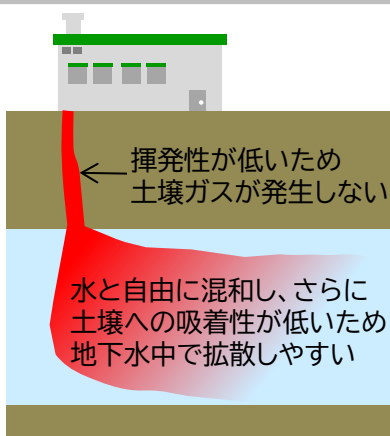 揮発性が低いため
土壌ガスが発生しない
水と自由に混和し、さらに
土壌への吸着性が低いため
地下水中で拡散しやすい